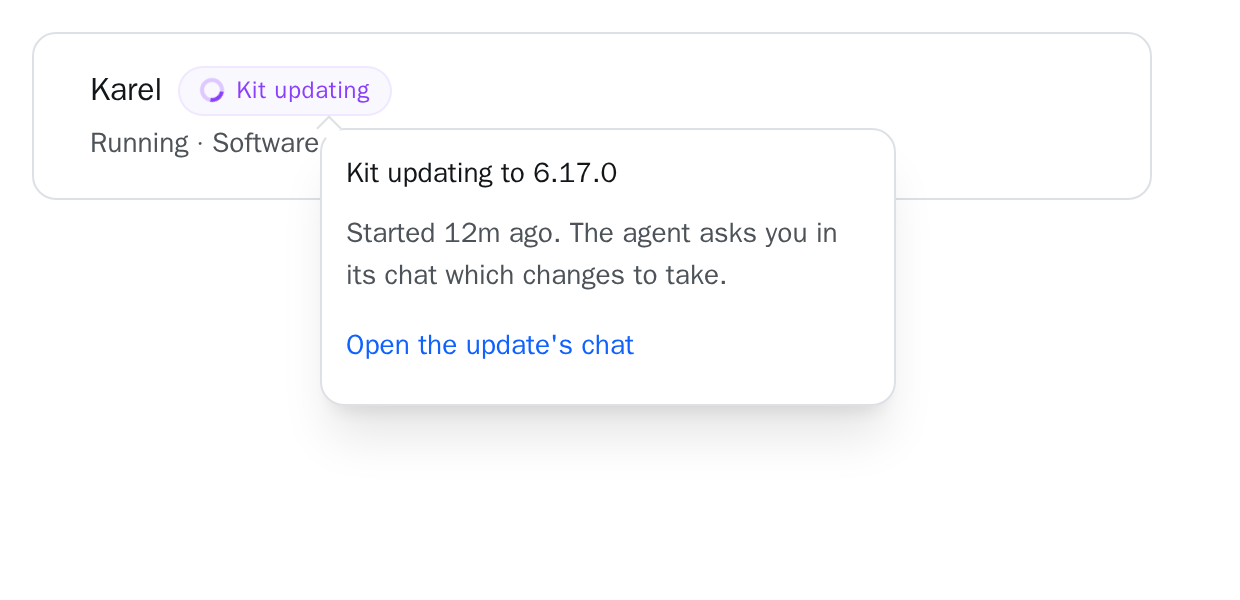 Karel
Kit updating
Running · Software
Kit updating to 6.17.0
Started 12m ago. The agent asks you in
its chat which changes to take.
Open the update's chat